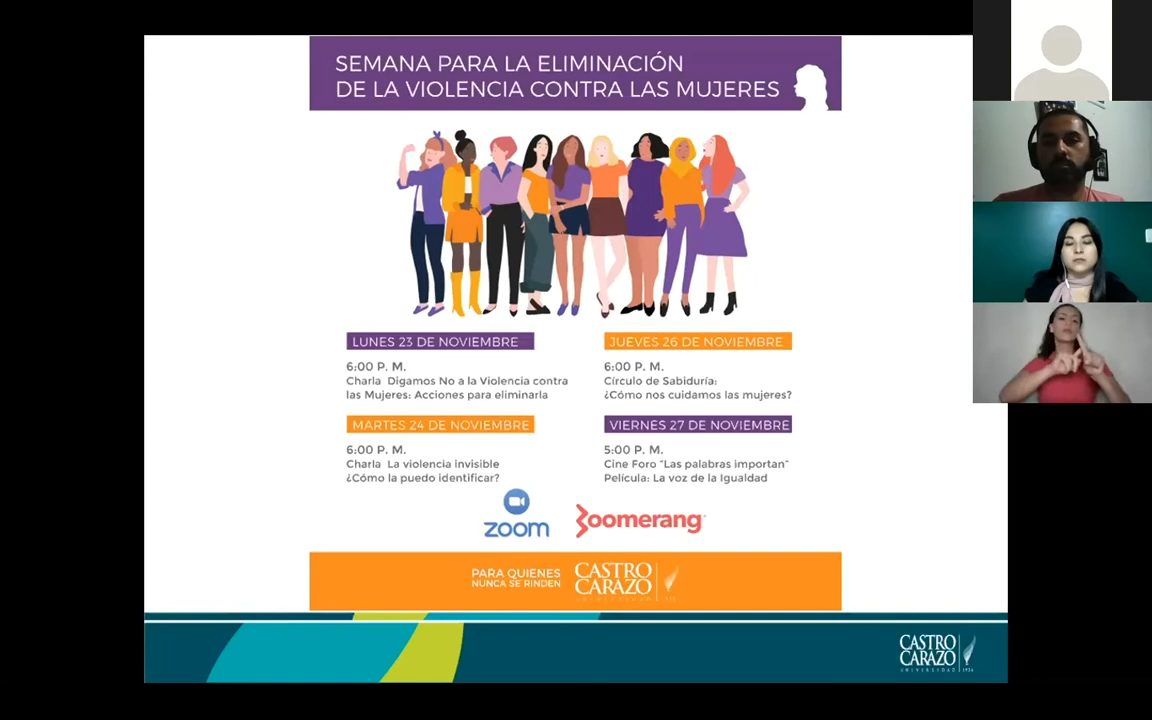 SEMANA PARA LA ELIMINACIÓN
DE LA VIOLENCIA CONTRA LAS MUJERES
LUNES 23 DE NOVIEMBRE
6:00 P. M.
Charla Digamos No a la Violencia contra
las Mujeres: Acciones para eliminarla
MARTES 24 DE NOVIEMBRE
6:00 P. M.
Charla La violencia invisible
¿Cómo la puedo identificar?
JUEVES 26 DE NOVIEMBRE
6:00 P. M.
Círculo de Sabiduría:
¿Cómo nos cuidamos las mujeres?
VIERNES 27 DE NOVIEMBRE
5:00 P. M.
Cine Foro "Las palabras importan"
Película: La voz de la Igualdad
zoom
Boomerang
PARA QUIENES
NUNCA SE RINDEN
CASTRO
CARAZO
CASTRO
CARAZO
UNIVERSIDAD